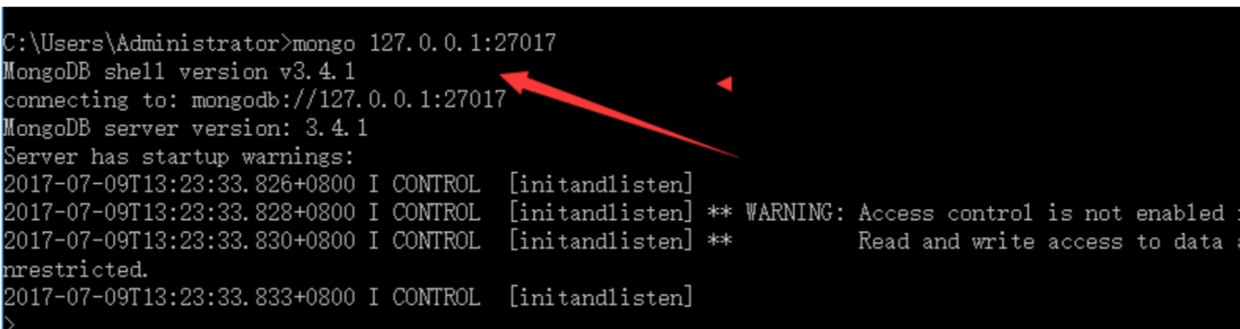 C:\Users\Administrator>mongo 127.0.0.1:27017
MongoDB shell version v3.4.1
connecting to: mongodb://127.0.0.1:27017
MongoDB server version: 3.4.1
Server has startup warnings:
2017-07-09T13:23:33.826+0800 I CONTROL  [initandlisten]
2017-07-09T13:23:33.828+0800 I CONTROL  [initandlisten] ** WARNING: Access control is not enabled
2017-07-09T13:23:33.830+0800 I CONTROL  [initandlisten] **          Read and write access to data
nrestricted.
2017-07-09T13:23:33.833+0800 I CONTROL  [initandlisten]
>